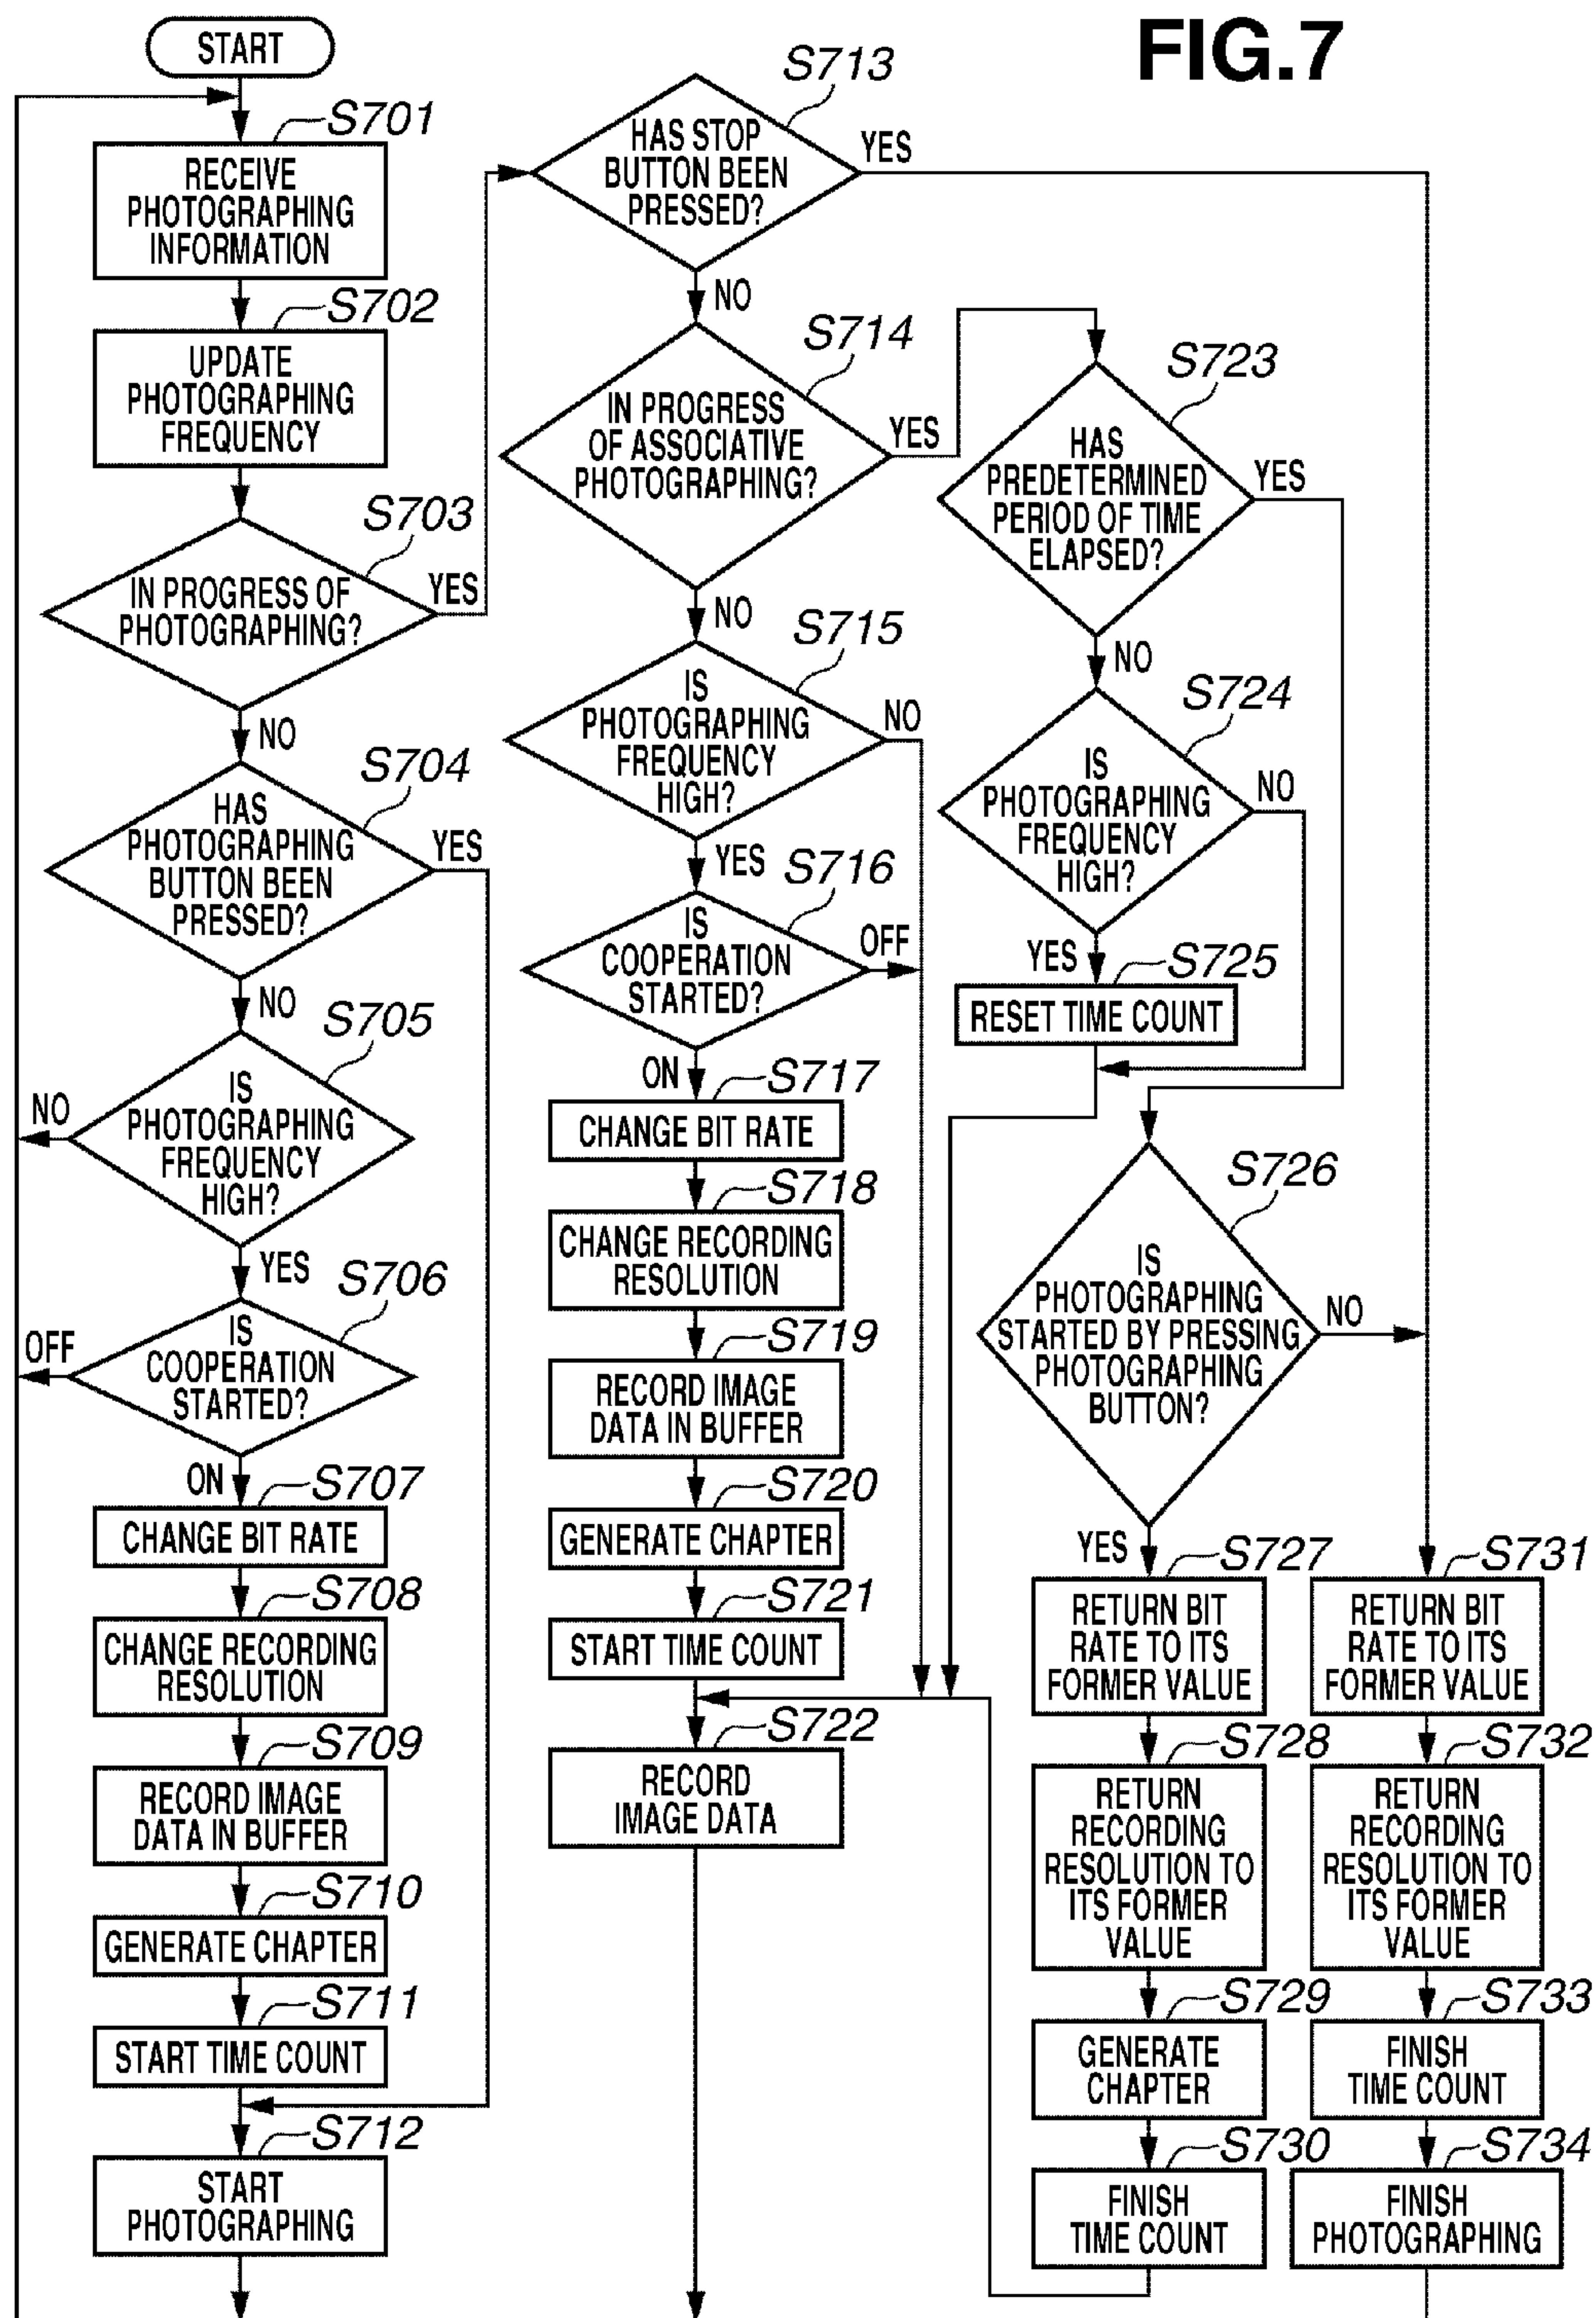 FIG.7
START
S701
RECEIVE
PHOTOGRAPHING
INFORMATION
S702
UPDATE
PHOTOGRAPHING
FREQUENCY
S703
IN PROGRESS OF
PHOTOGRAPHING?
YES
NO
S704
HAS
PHOTOGRAPHING
BUTTON BEEN
PRESSED?
YES
NO
S705
IS
PHOTOGRAPHING
FREQUENCY
HIGH?
NO
YES
S706
IS
COOPERATION
STARTED?
OFF
ON
S707
CHANGE BIT RATE
S708
CHANGE RECORDING
RESOLUTION
S709
RECORD IMAGE
DATA IN BUFFER
S710
GENERATE CHAPTER
S711
START TIME COUNT
S712
START
PHOTOGRAPHING
S713
HAS STOP
BUTTON BEEN
PRESSED?
YES
NO
S714
IN PROGRESS
OF ASSOCIATIVE
PHOTOGRAPHING?
YES
NO
S715
IS
PHOTOGRAPHING
FREQUENCY
HIGH?
NO
YES
S716
IS
COOPERATION
STARTED?
OFF
ON
S717
CHANGE BIT RATE
S718
CHANGE RECORDING
RESOLUTION
S719
RECORD IMAGE
DATA IN BUFFER
S720
GENERATE CHAPTER
S721
START TIME COUNT
S722
RECORD
IMAGE DATA
S723
HAS
PREDETERMINED
PERIOD OF TIME
ELAPSED?
YES
NO
S724
IS
PHOTOGRAPHING
FREQUENCY
HIGH?
NO
YES
S725
RESET TIME COUNT
S726
IS
PHOTOGRAPHING
STARTED BY PRESSING
PHOTOGRAPHING
BUTTON?
NO
YES
S727
RETURN BIT
RATE TO ITS
FORMER VALUE
S728
RETURN
RECORDING
RESOLUTION TO
ITS FORMER
VALUE
S729
GENERATE
CHAPTER
S730
FINISH
TIME COUNT
S731
RETURN BIT
RATE TO ITS
FORMER VALUE
S732
RETURN
RECORDING
RESOLUTION TO
ITS FORMER
VALUE
S733
FINISH
TIME COUNT
S734
FINISH
PHOTOGRAPHING